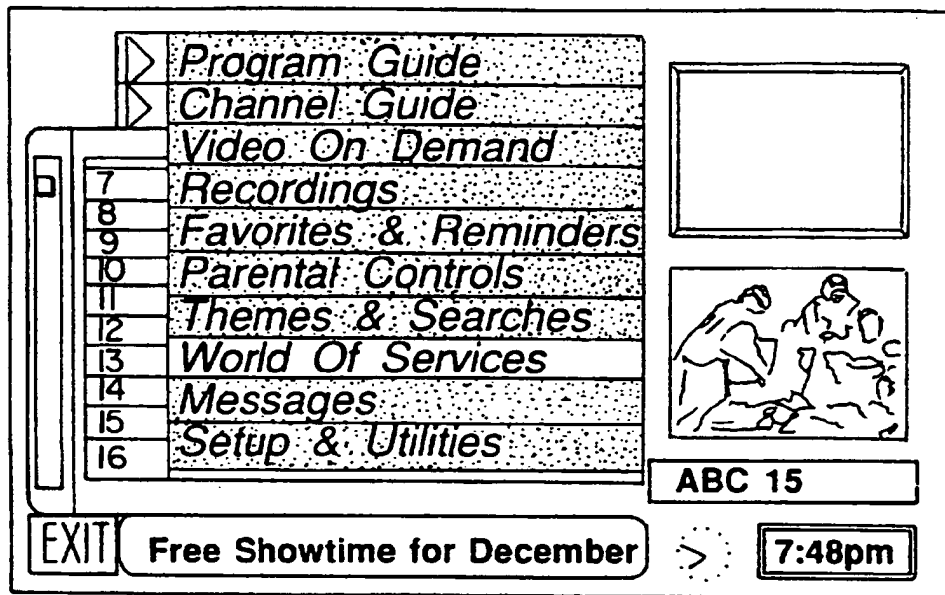 Program Guide
Channel Guide
Video On Demand
7 Recordings
8
9 Favorites & Reminders
10 Parental Controls
11
12 Themes & Searches
13 World Of Services
14 Messages
15
16 Setup & Utilities
ABC 15
EXIT Free Showtime for December 7:48pm